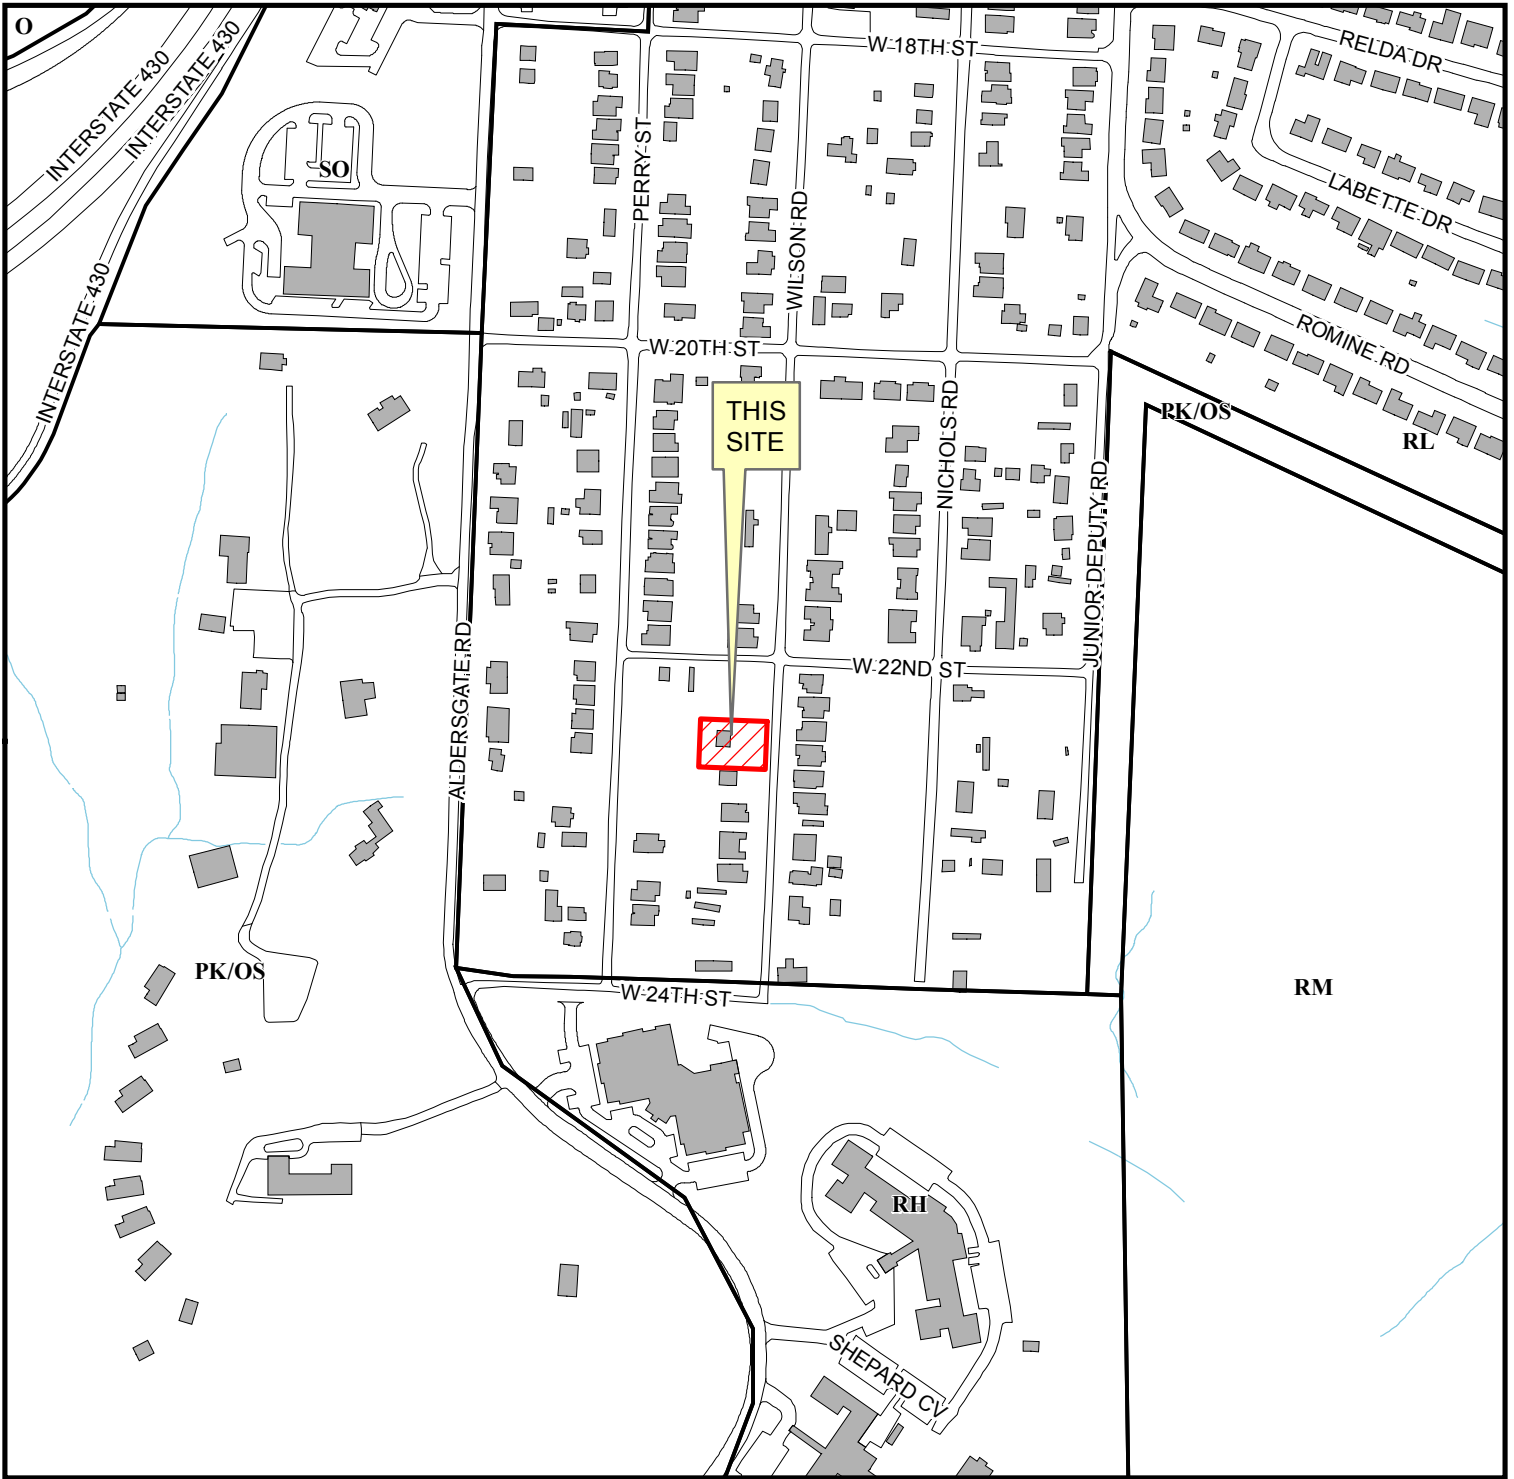 O
INTERSTATE 430
INTERSTATE 430
W 18TH ST
RELDA DR
SO
PERRY ST
LABETTE DR
WILSON RD
INTERSTATE 430
ROMINE RD
W 20TH ST
THIS
SITE
NICHOLS RD
PK/OS
RL
JUNIOR DEPUTY RD
ALDERSGATE RD
W 22ND ST
PK/OS
RM
W 24TH ST
RH
SHEPARD CV